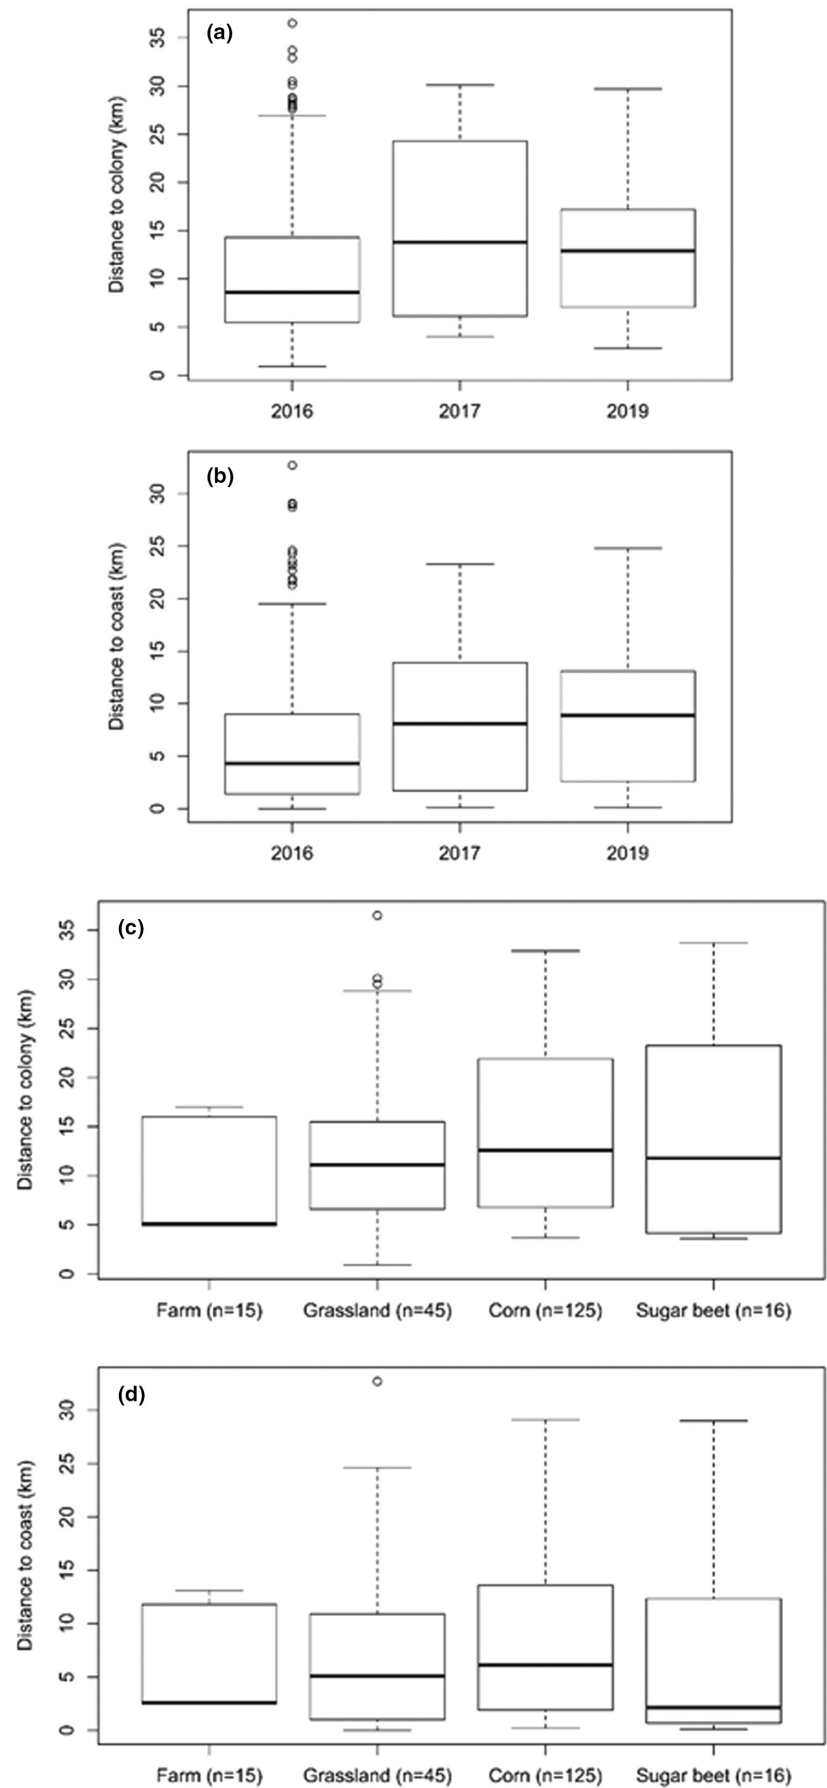 (a)
Distance to colony (km)
35
30
25
20
15
10
5
0
2016 2017 2019
(b)
Distance to coast (km)
30
25
20
15
10
5
0
2016 2017 2019
(c)
Distance to colony (km)
35
30
25
20
15
10
5
0
Farm (n=15) Grassland (n=45) Corn (n=125) Sugar beet (n=16)
(d)
Distance to coast (km)
30
25
20
15
10
5
0
Farm (n=15) Grassland (n=45) Corn (n=125) Sugar beet (n=16)